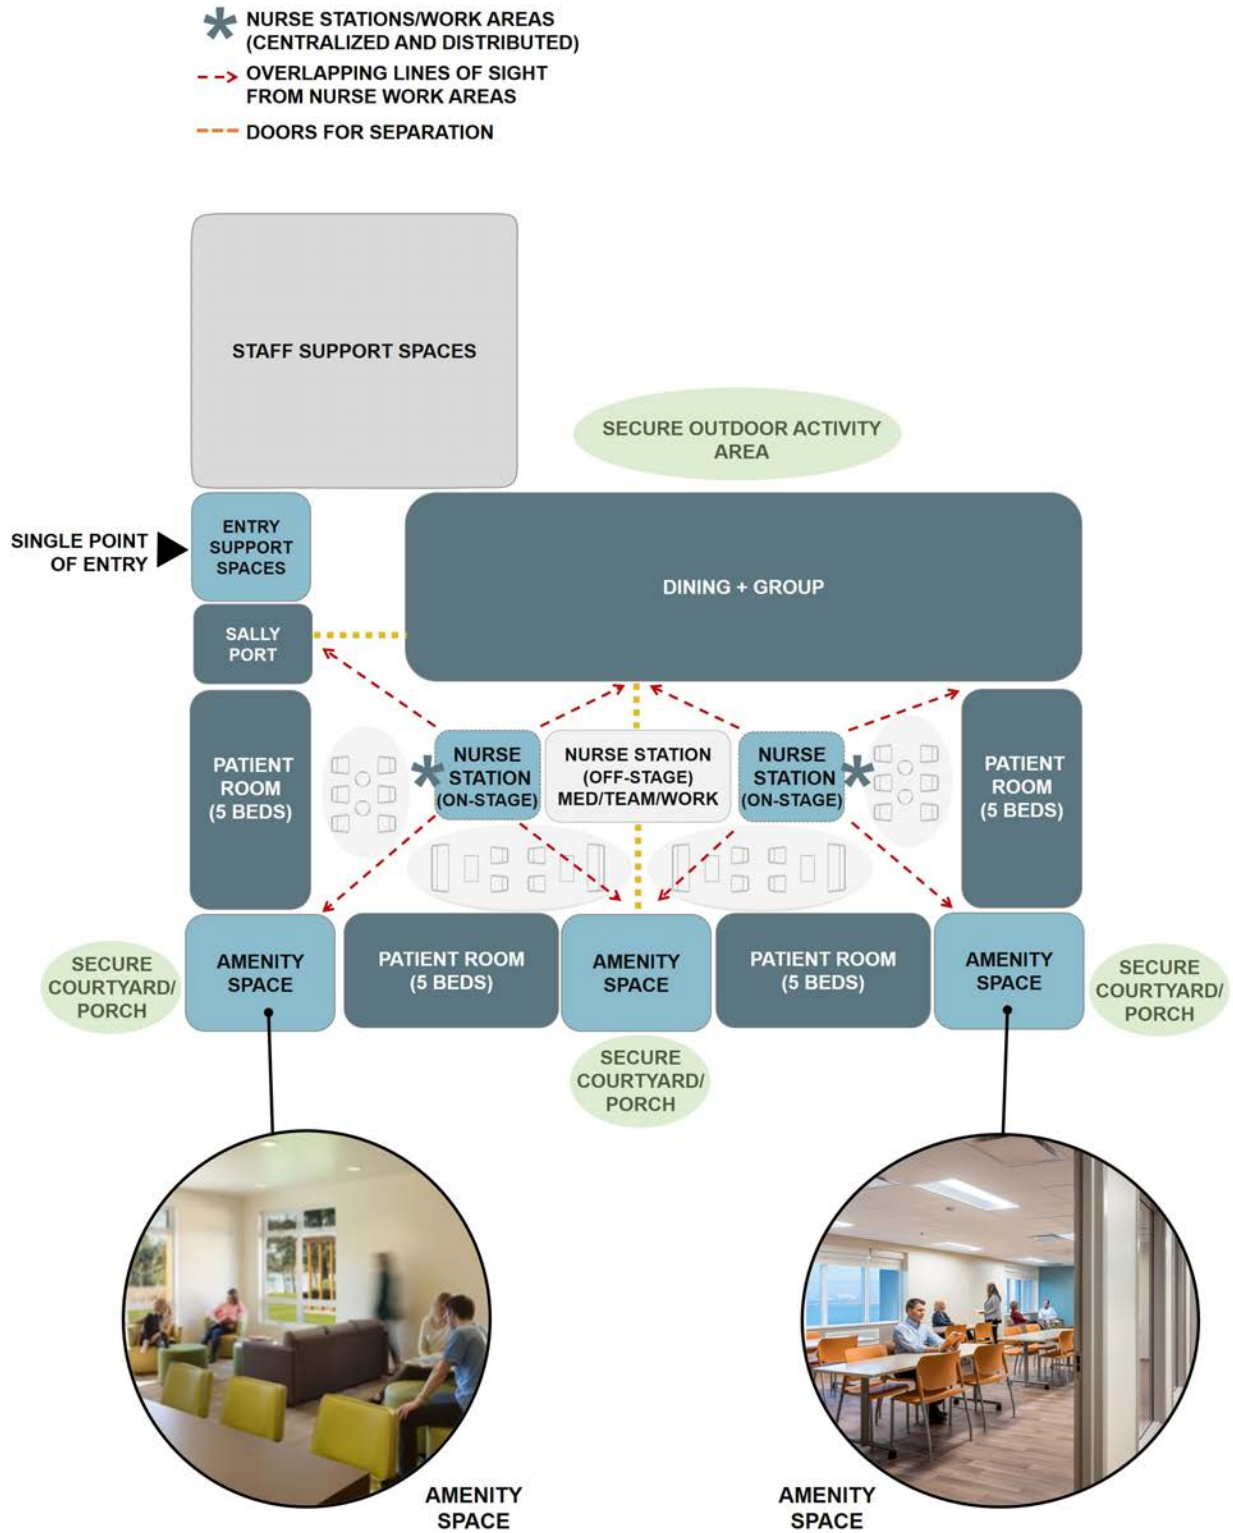 NURSE STATIONS/WORK AREAS
(CENTRALIZED AND DISTRIBUTED)
OVERLAPPING LINES OF SIGHT
FROM NURSE WORK AREAS
DOORS FOR SEPARATION
STAFF SUPPORT SPACES
SECURE OUTDOOR ACTIVITY
AREA
SINGLE POINT
OF ENTRY
ENTRY
SUPPORT
SPACES
DINING + GROUP
SALLY
PORT
PATIENT
ROOM
(5 BEDS)
NURSE
STATION
(ON-STAGE)
NURSE STATION
(OFF-STAGE)
MED/TEAM/WORK
NURSE
STATION
(ON-STAGE)
PATIENT
ROOM
(5 BEDS)
SECURE
COURTYARD/
PORCH
AMENITY
SPACE
PATIENT ROOM
(5 BEDS)
AMENITY
SPACE
PATIENT ROOM
(5 BEDS)
AMENITY
SPACE
SECURE
COURTYARD/
PORCH
SECURE
COURTYARD/
PORCH
AMENITY
SPACE
AMENITY
SPACE